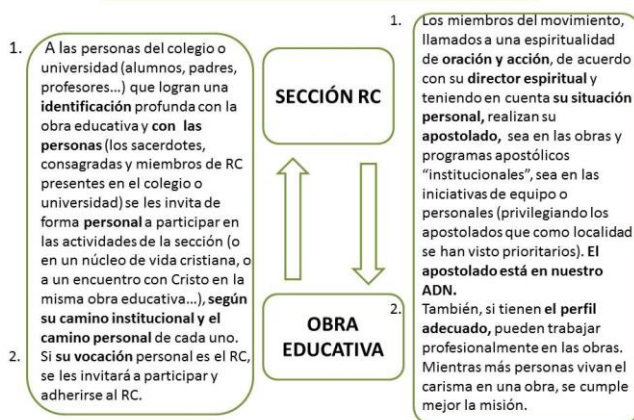 1. A las personas del colegio o
universidad (alumnos, padres,
profesores...) que logran una
identificación profunda con la
obra educativa y con las
personas (los sacerdotes,
consagradas y miembros de RC
presentes en el colegio o
universidad) se les invita de
forma personal a participar en
las actividades de la sección (o
en un núcleo de vida cristiana, o
a un encuentro con Cristo en la
misma obra educativa...), según
su camino institucional y el
camino personal de cada uno.
2. Si su vocación personal es el RC,
se les invitará a participar y
adherirse al RC.
SECCIÓN RC
OBRA
EDUCATIVA
1. Los miembros del movimiento,
llamados a una espiritualidad
de oración y acción, de acuerdo
con su director espiritual y
teniendo en cuenta su situación
personal, realizan su
apostolado, sea en las obras y
programas apostólicos
"institucionales", sea en las
iniciativas de equipo o
personales (privilegiando los
apostolados que como localidad
se han visto prioritarios). El
apostolado está en nuestro
ADN.
2. También, si tienen el perfil
adecuado, pueden trabajar
profesionalmente en las obras.
Mientras más personas vivan el
carisma en una obra, se cumple
mejor la misión.